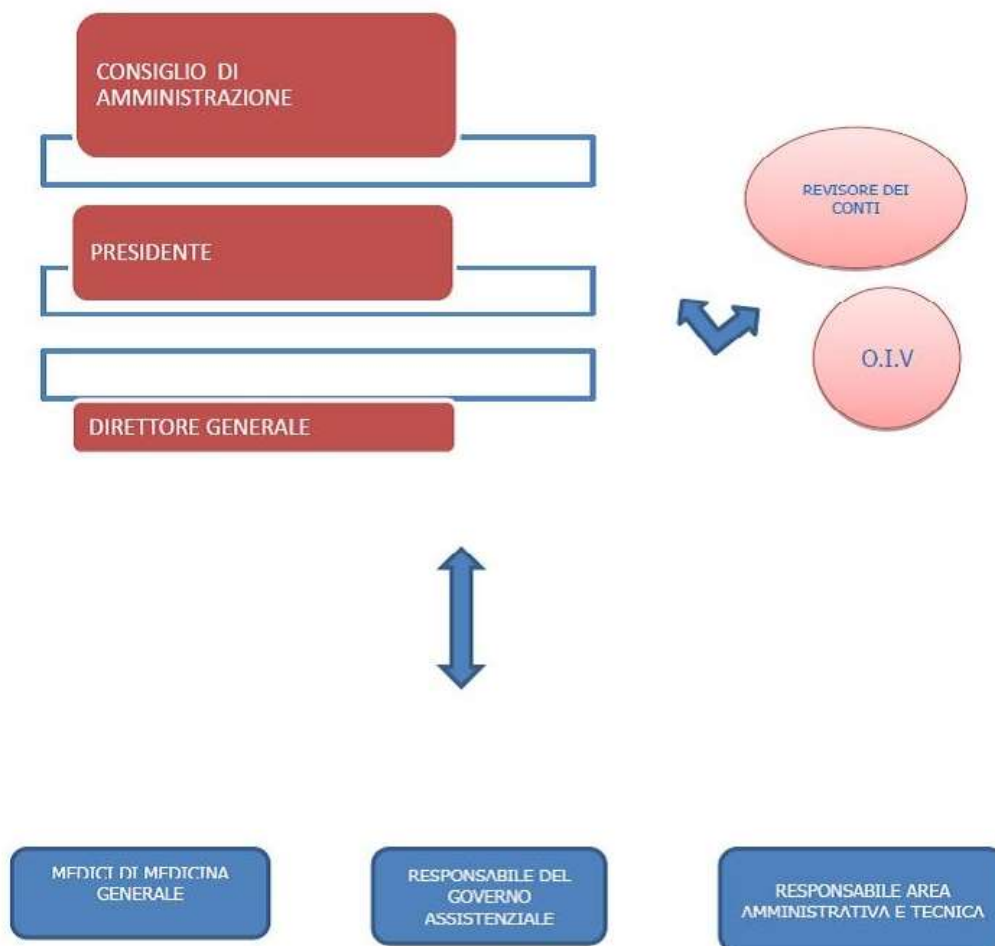 CONSIGLIO DI
AMMINISTRAZIONE
REVISORE DEI
CONTI
PRESIDENTE
O.I.V
DIRETTORE GENERALE
MEDICI DI MEDICINA
GENERALE
RESPONSABILE DEL
GOVERNO
ASSISTENZIALE
RESPONSABILE AREA
AMMINISTRATIVA E TECNICA